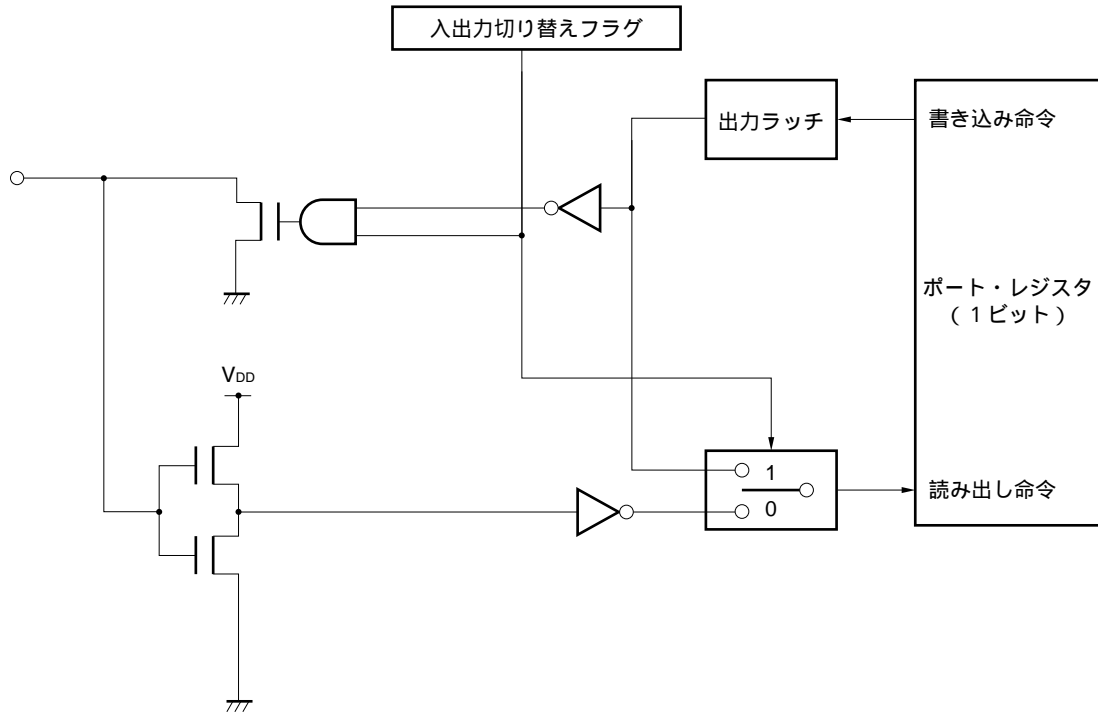 入出力切り替えフラグ
出力ラッチ
書き込み命令
ポート・レジスタ
(1ビット)
VDD
1
0
読み出し命令